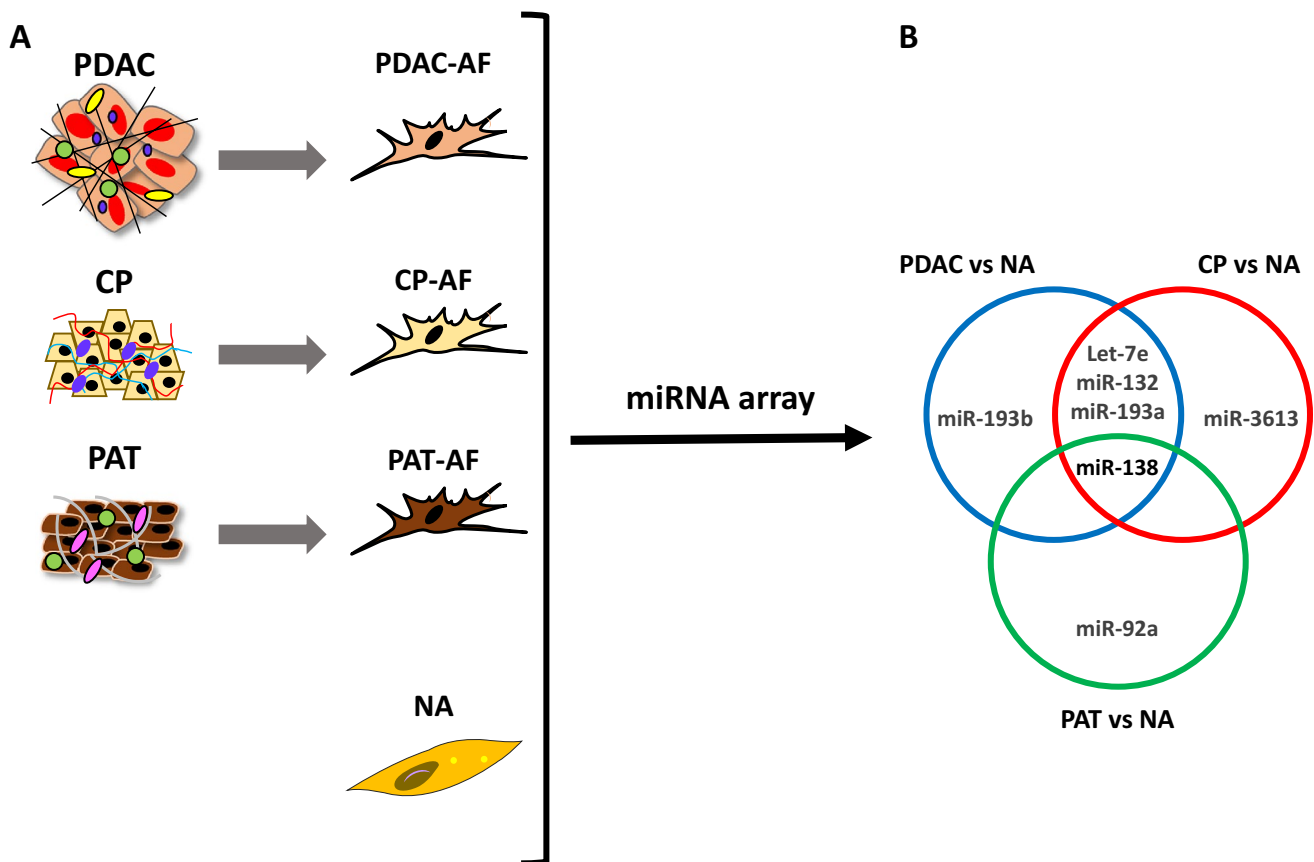 A
PDAC
PDAC-AF
CP
CP-AF
PAT
PAT-AF
NA
miRNA array
B
PDAC vs NA
CP vs NA
Let-7e
miR-132
miR-193a
miR-193b
miR-3613
miR-138
miR-92a
PAT vs NA